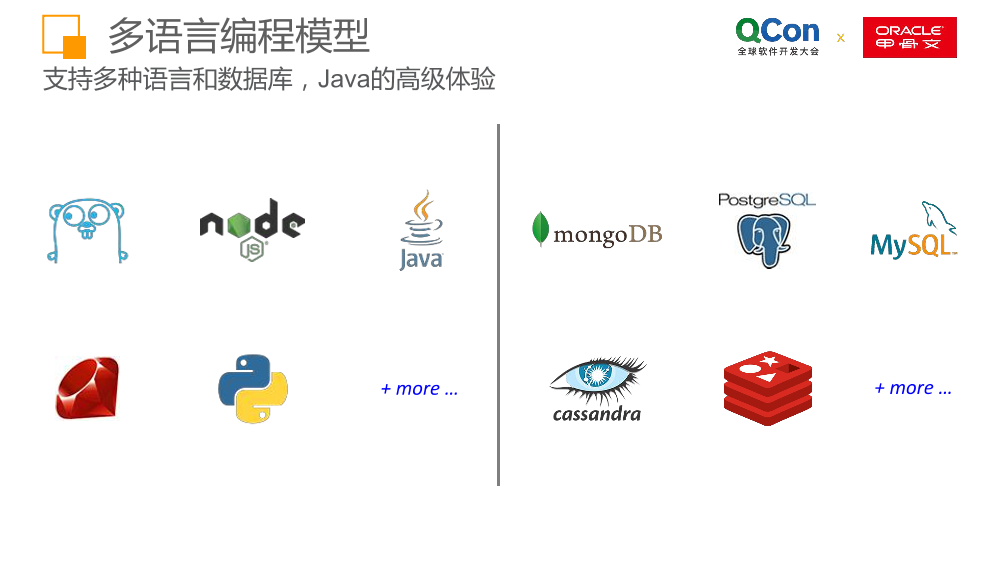 多语言编程模型
支持多种语言和数据库，Java的高级体验
QCon
全球软件开发大会
x
ORACLE
甲骨文
node
JS
Java
mongoDB
PostgreSQL
MySQL
+ more ...
cassandra
+ more ...